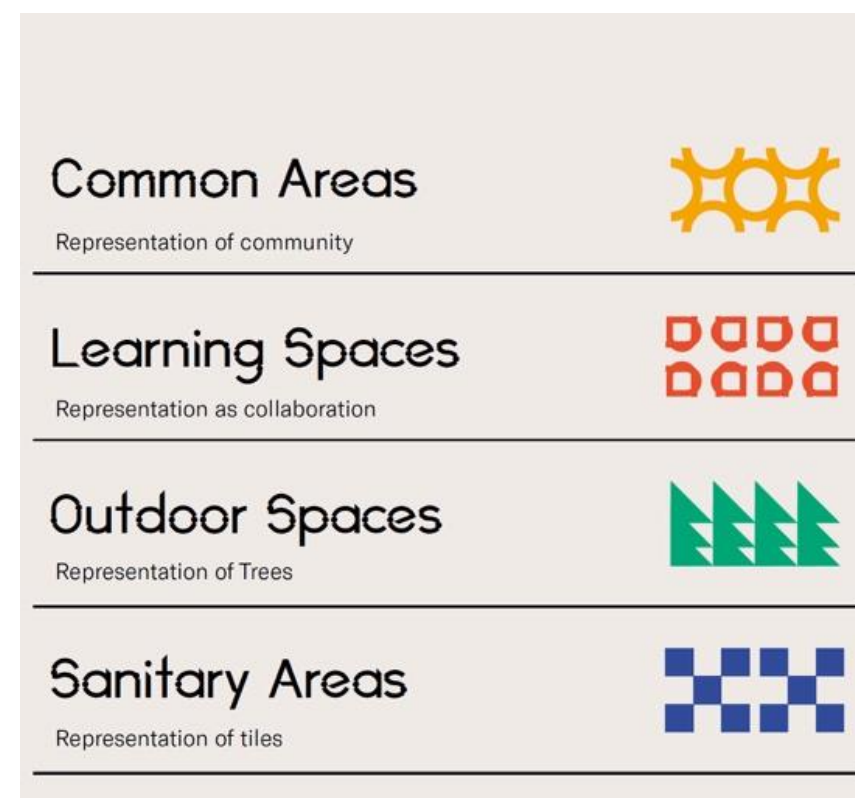 Common Areas
Representation of community
Learning Spaces
Representation as collaboration
Outdoor Spaces
Representation of Trees
Sanitary Areas
Representation of tiles